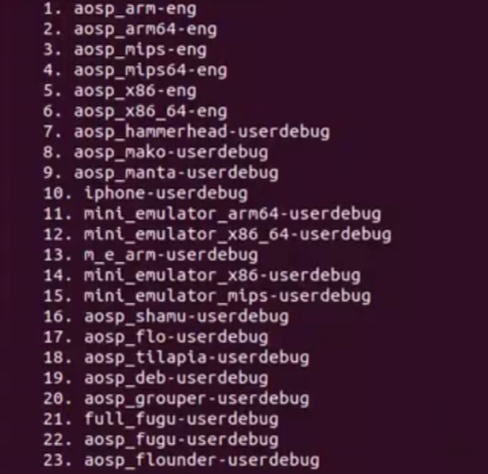 1. aosp_arm-eng
2. aosp_arm64-eng
3. aosp_mips-eng
4. aosp_mips64-eng
5. aosp_x86-eng
6. aosp_x86_64-eng
7. aosp_hammerhead-userdebug
8. aosp_mako-userdebug
9. aosp_manta-userdebug
10. iphone-userdebug
11. mini_emulator_arm64-userdebug
12. mini_emulator_x86_64-userdebug
13. m_e_arm-userdebug
14. mini_emulator_x86-userdebug
15. mini_emulator_mips-userdebug
16. aosp_shamu-userdebug
17. aosp_flo-userdebug
18. aosp_tilapia-userdebug
19. aosp_deb-userdebug
20. aosp_grouper-userdebug
21. full_fugu-userdebug
22. aosp_fugu-userdebug
23. aosp_flounder-userdebug